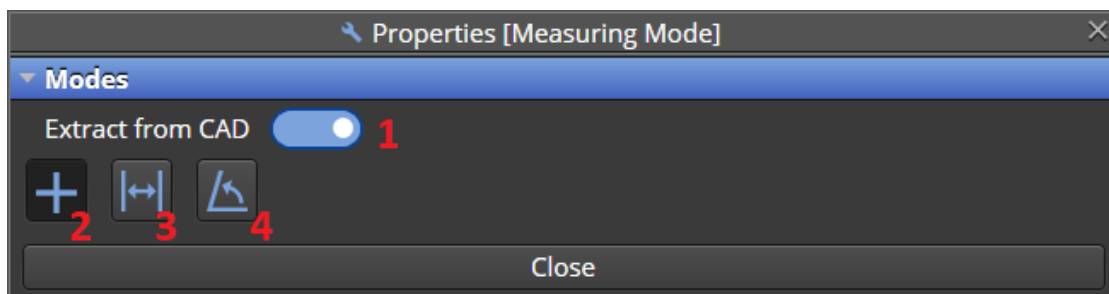 Properties [Measuring Mode]
Modes
Extract from CAD 1
2 3 4
Close